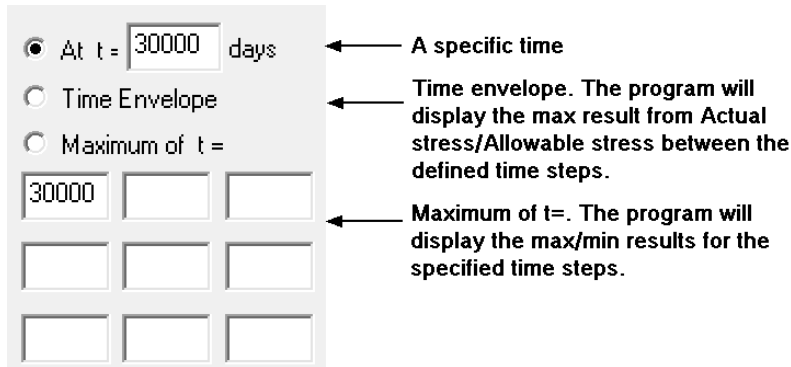 At t = 30000 days
A specific time
Time Envelope
Time envelope. The program will
display the max result from Actual
stress/Allowable stress between the
defined time steps.
Maximum of t =
30000
Maximum of t=. The program will
display the max/min results for the
specified time steps.